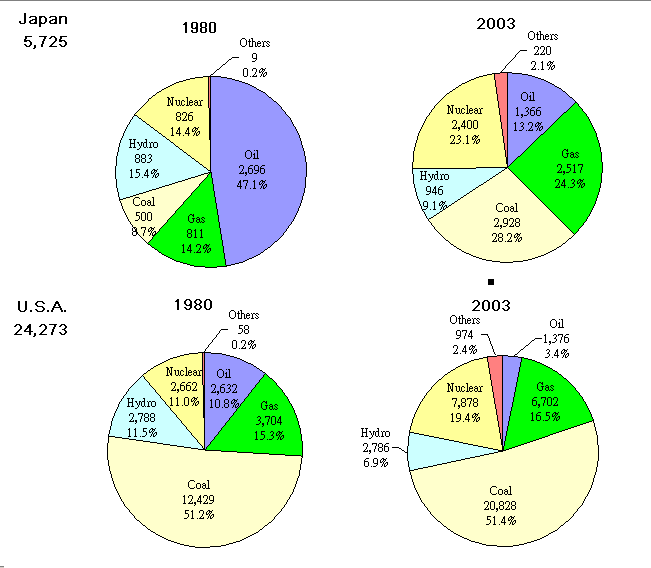 Japan
5,725
1980
Others
9
0.2%
Nuclear
826
14.4%
Hydro
883
15.4%
Coal
500
8.7%
Gas
811
14.2%
Oil
2,696
47.1%
2003
Others
220
2.1%
Oil
1,366
13.2%
Nuclear
2,400
23.1%
Gas
2,517
24.3%
Hydro
946
9.1%
Coal
2,928
28.2%
U.S.A.
24,273
1980
Others
58
0.2%
Nuclear
2,662
11.0%
Oil
2,632
10.8%
Hydro
2,788
11.5%
Gas
3,704
15.3%
Coal
12,429
51.2%
2003
Others
974
2.4%
Oil
1,376
3.4%
Nuclear
7,878
19.4%
Gas
6,702
16.5%
Hydro
2,786
6.9%
Coal
20,828
51.4%